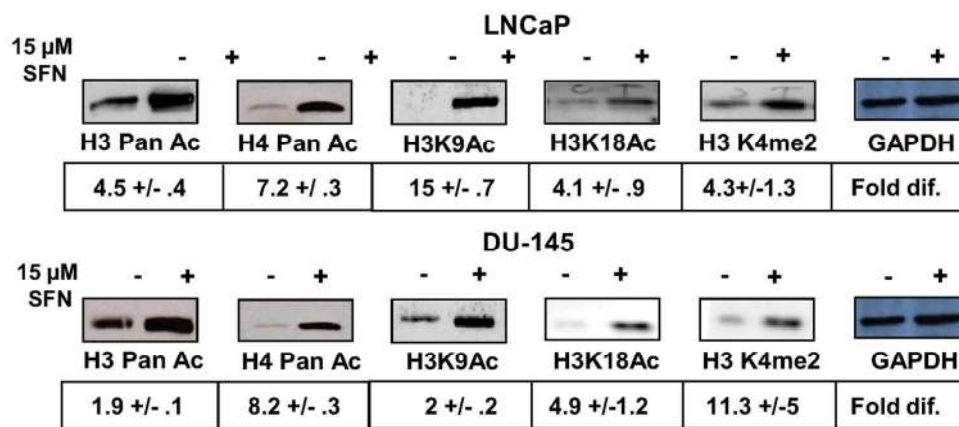 LNCaP
15 µM - + - + - + - + - + - +
SFN
H3 Pan Ac H4 Pan Ac H3K9Ac H3K18Ac H3 K4me2 GAPDH
4.5 +/- .4 7.2 +/ .3 15 +/- .7 4.1 +/- .9 4.3+/-1.3 Fold dif.
DU-145
15 µM - + - + - + - + - + - +
SFN
H3 Pan Ac H4 Pan Ac H3K9Ac H3K18Ac H3 K4me2 GAPDH
1.9 +/- .1 8.2 +/- .3 2 +/- .2 4.9 +/-1.2 11.3 +/-5 Fold dif.